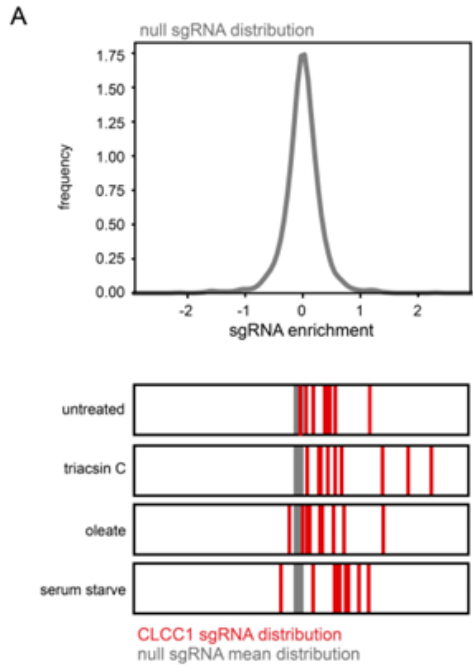 A
null sgRNA distribution
frequency
1.75
1.50
1.25
1.00
0.75
0.50
0.25
0.00
-2 -1 0 1 2
sgRNA enrichment
untreated
triacsin C
oleate
serum starve
CLCC1 sgRNA distribution
null sgRNA mean distribution